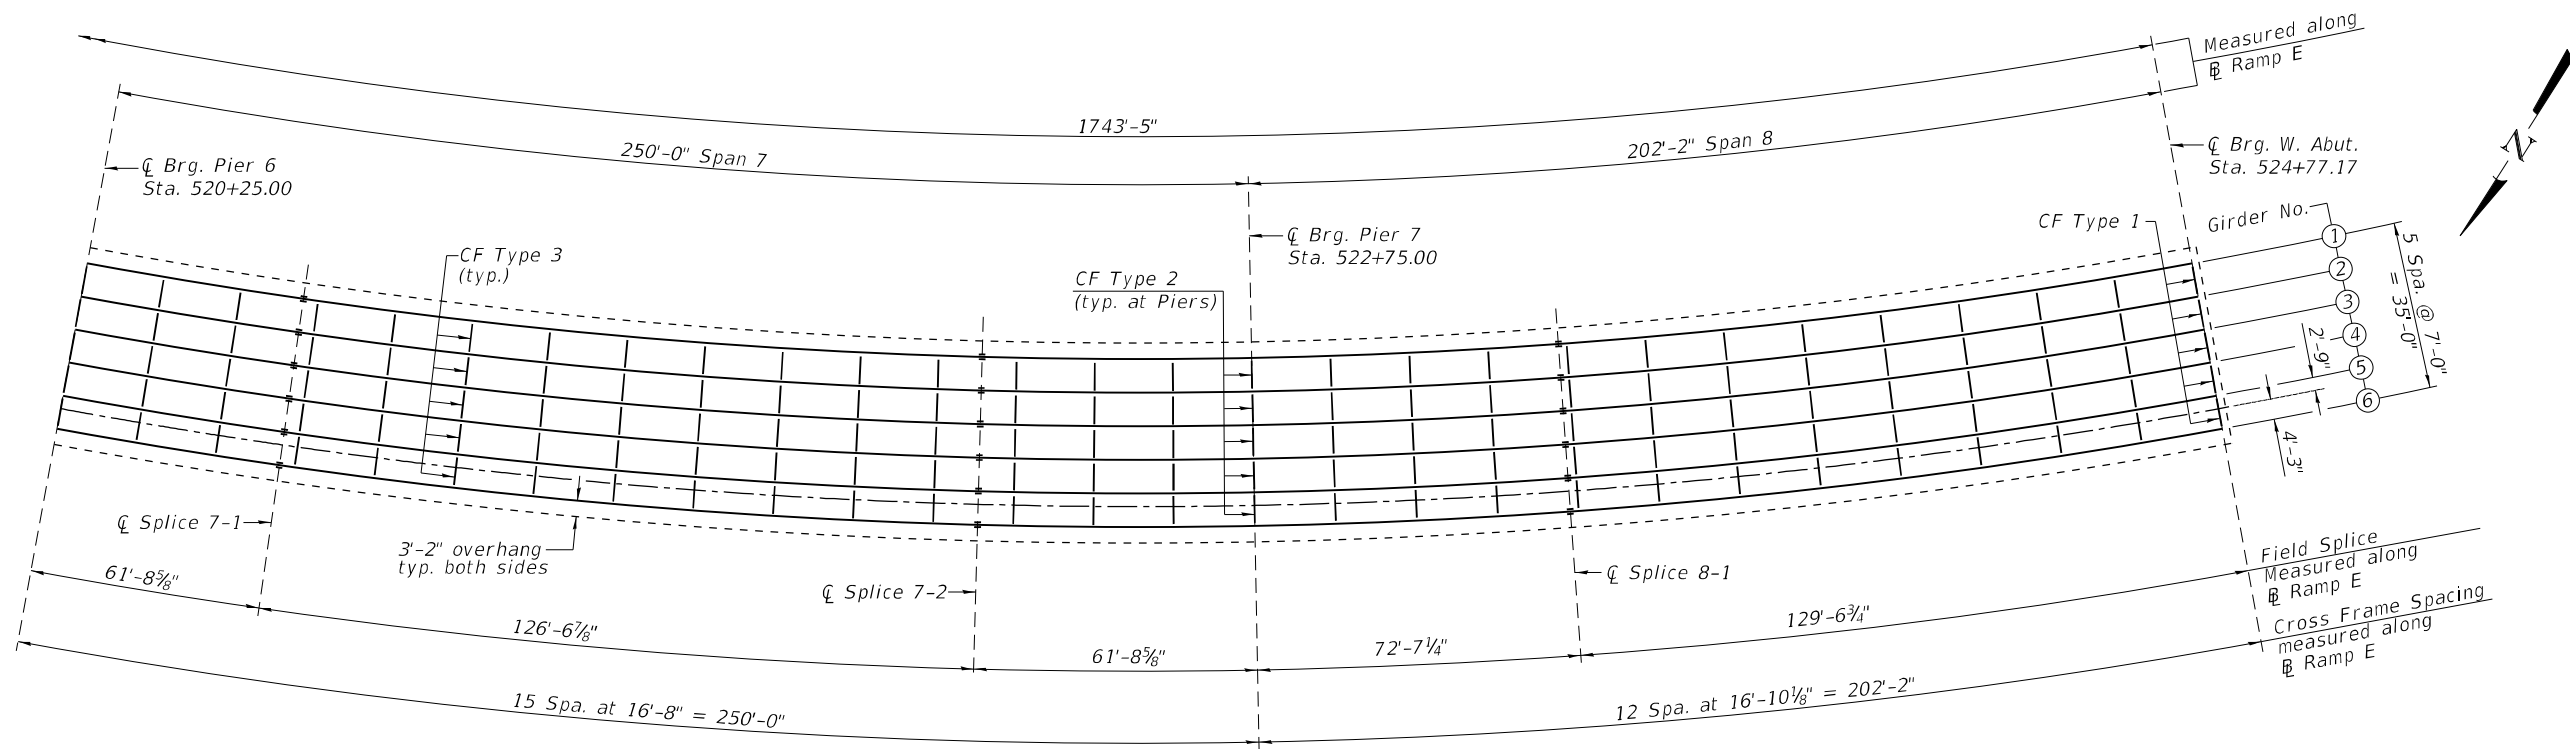 Measured along
℄ Ramp E
1743'-5"
250'-0" Span 7
202'-2" Span 8
℄ Brg. Pier 6
Sta. 520+25.00
℄ Brg. W. Abut.
Sta. 524+77.17
N
Girder No.
CF Type 1
1
2
3
4
5
6
5 Spa. @ 7'-0"
= 35'-0"
2'-9"
4'-3"
℄ Brg. Pier 7
Sta. 522+75.00
CF Type 3
(typ.)
CF Type 2
(typ. at Piers)
℄ Splice 7-1
3'-2" overhang
typ. both sides
℄ Splice 7-2
℄ Splice 8-1
Field Splice
Measured along
℄ Ramp E
61'-8⅝"
126'-6⅞"
61'-8⅝"
72'-7¼"
129'-6¾"
Cross Frame Spacing
measured along
℄ Ramp E
15 Spa. at 16'-8" = 250'-0"
12 Spa. at 16'-10⅛" = 202'-2"